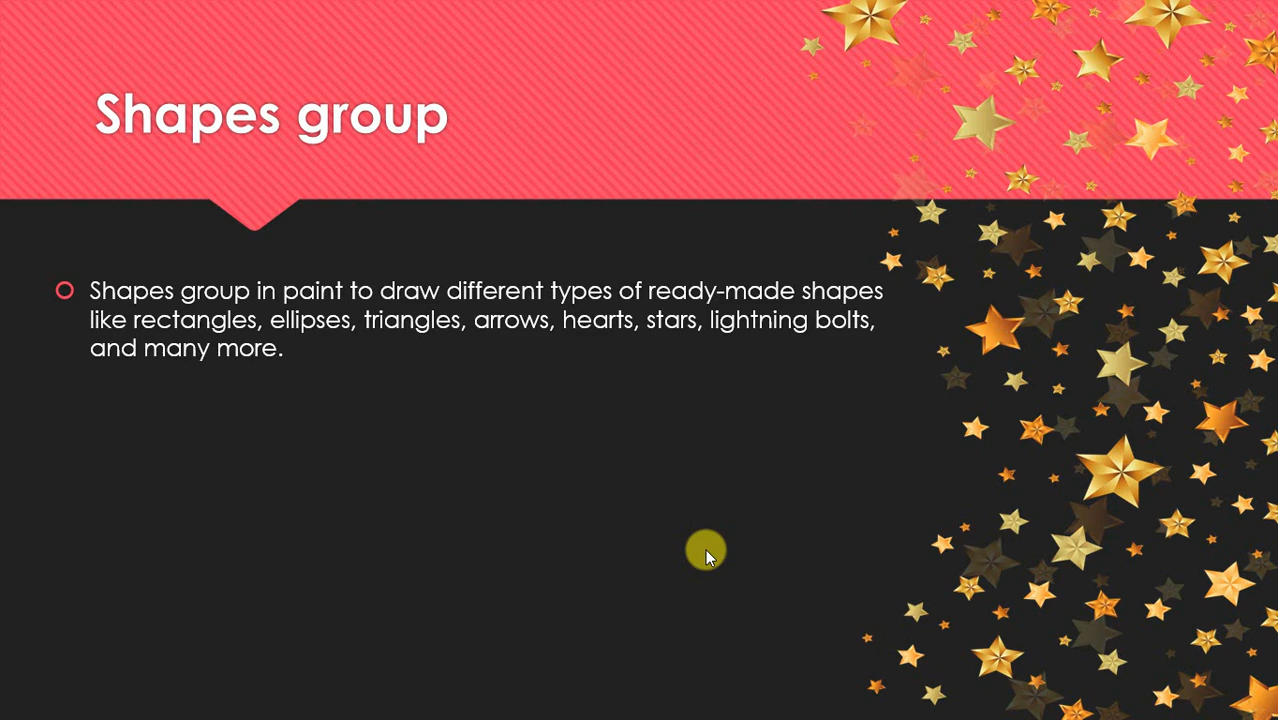 Shapes group
Shapes group in paint to draw different types of ready-made shapes
like rectangles, ellipses, triangles, arrows, hearts, stars, lightning bolts,
and many more.